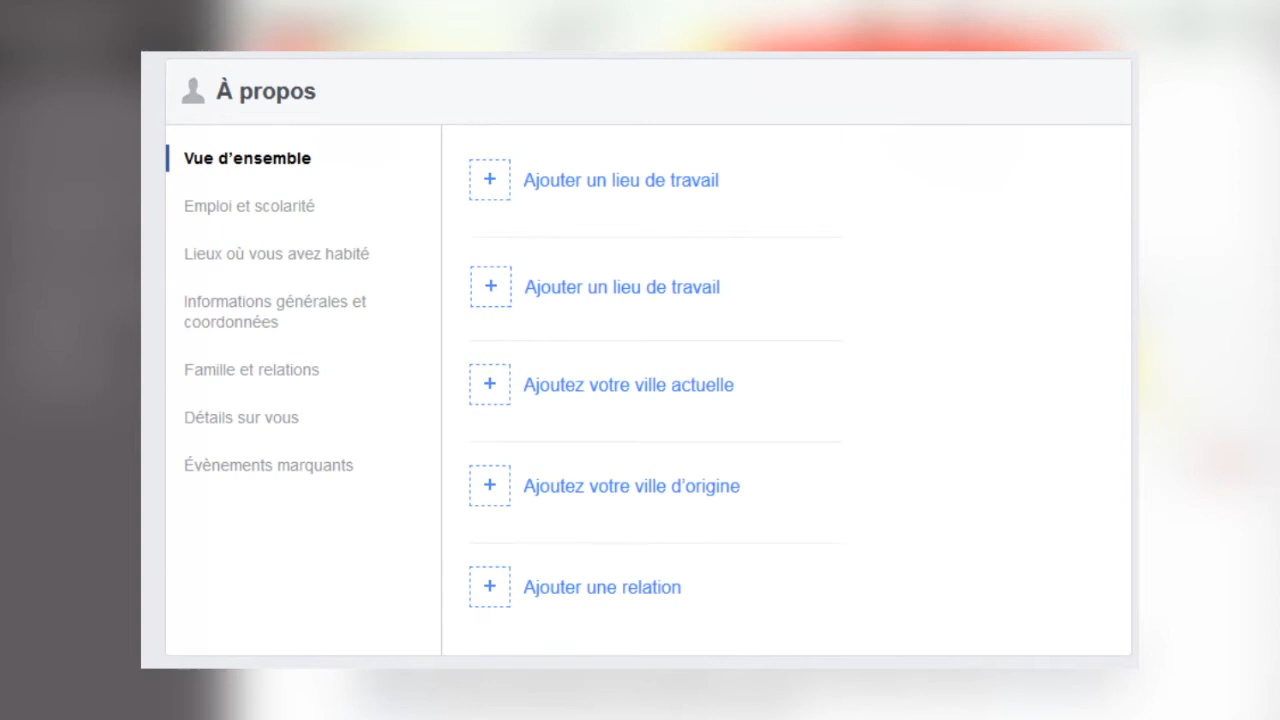 À propos
Vue d’ensemble
Emploi et scolarité
Lieux où vous avez habité
Informations générales et
coordonnées
Famille et relations
Détails sur vous
Évènements marquants
+ Ajouter un lieu de travail
+ Ajouter un lieu de travail
+ Ajoutez votre ville actuelle
+ Ajoutez votre ville d’origine
+ Ajouter une relation